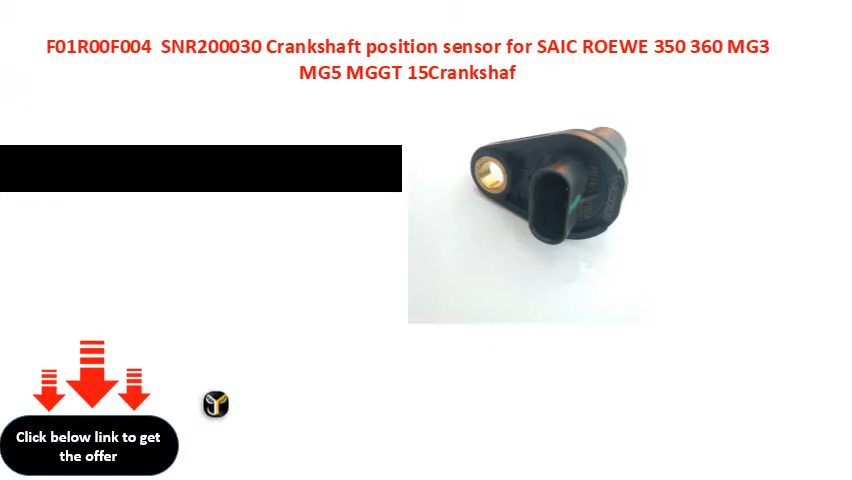 F01R00F004  SNR200030 Crankshaft position sensor for SAIC ROEWE 350 360 MG3
MG5 MGGT 15Crankshaf
Click below link to get
the offer